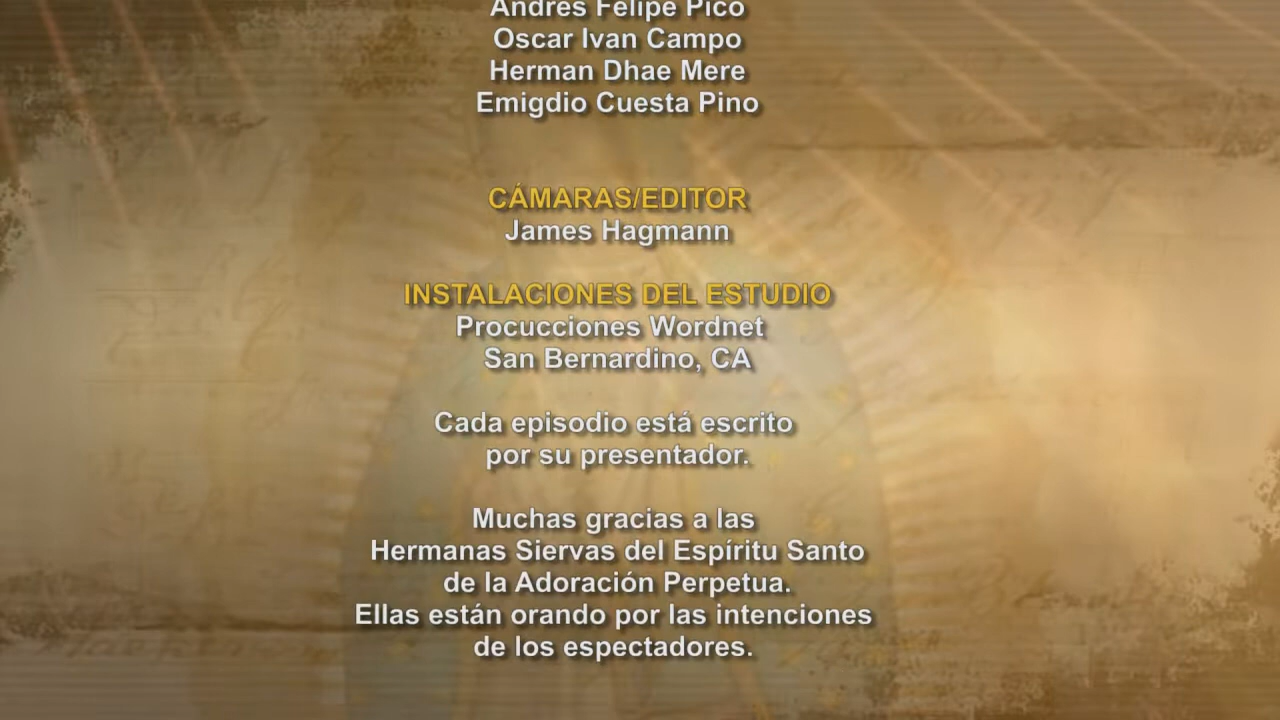 Andres Felipe Pico
Oscar Ivan Campo
Herman Dhae Mere
Emigdio Cuesta Pino
CÁMARAS/EDITOR
James Hagmann
INSTALACIONES DEL ESTUDIO
Procucciones Wordnet
San Bernardino, CA
Cada episodio está escrito
por su presentador.
Muchas gracias a las
Hermanas Siervas del Espíritu Santo
de la Adoración Perpetua.
Ellas están orando por las intenciones
de los espectadores.